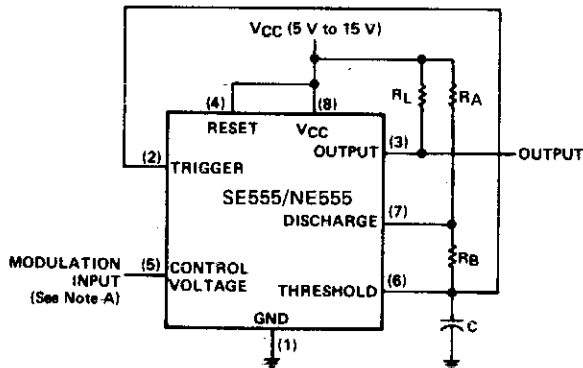 VCC (5 V to 15 V)
(4)
(8)
RL
RA
RESET
VCC
(3)
OUTPUT
OUTPUT
(2)
TRIGGER
SE555/NE555
(7)
DISCHARGE
RB
MODULATION
INPUT
(See Note A)
(5)
CONTROL
VOLTAGE
(6)
THRESHOLD
GND
C
(1)